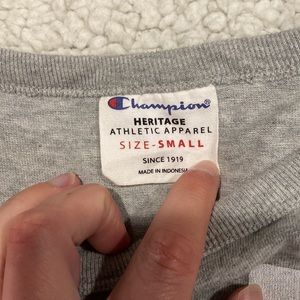 Champion®
HERITAGE
ATHLETIC APPAREL
SIZE-SMALL
SINCE 1919
MADE IN INDONESIA